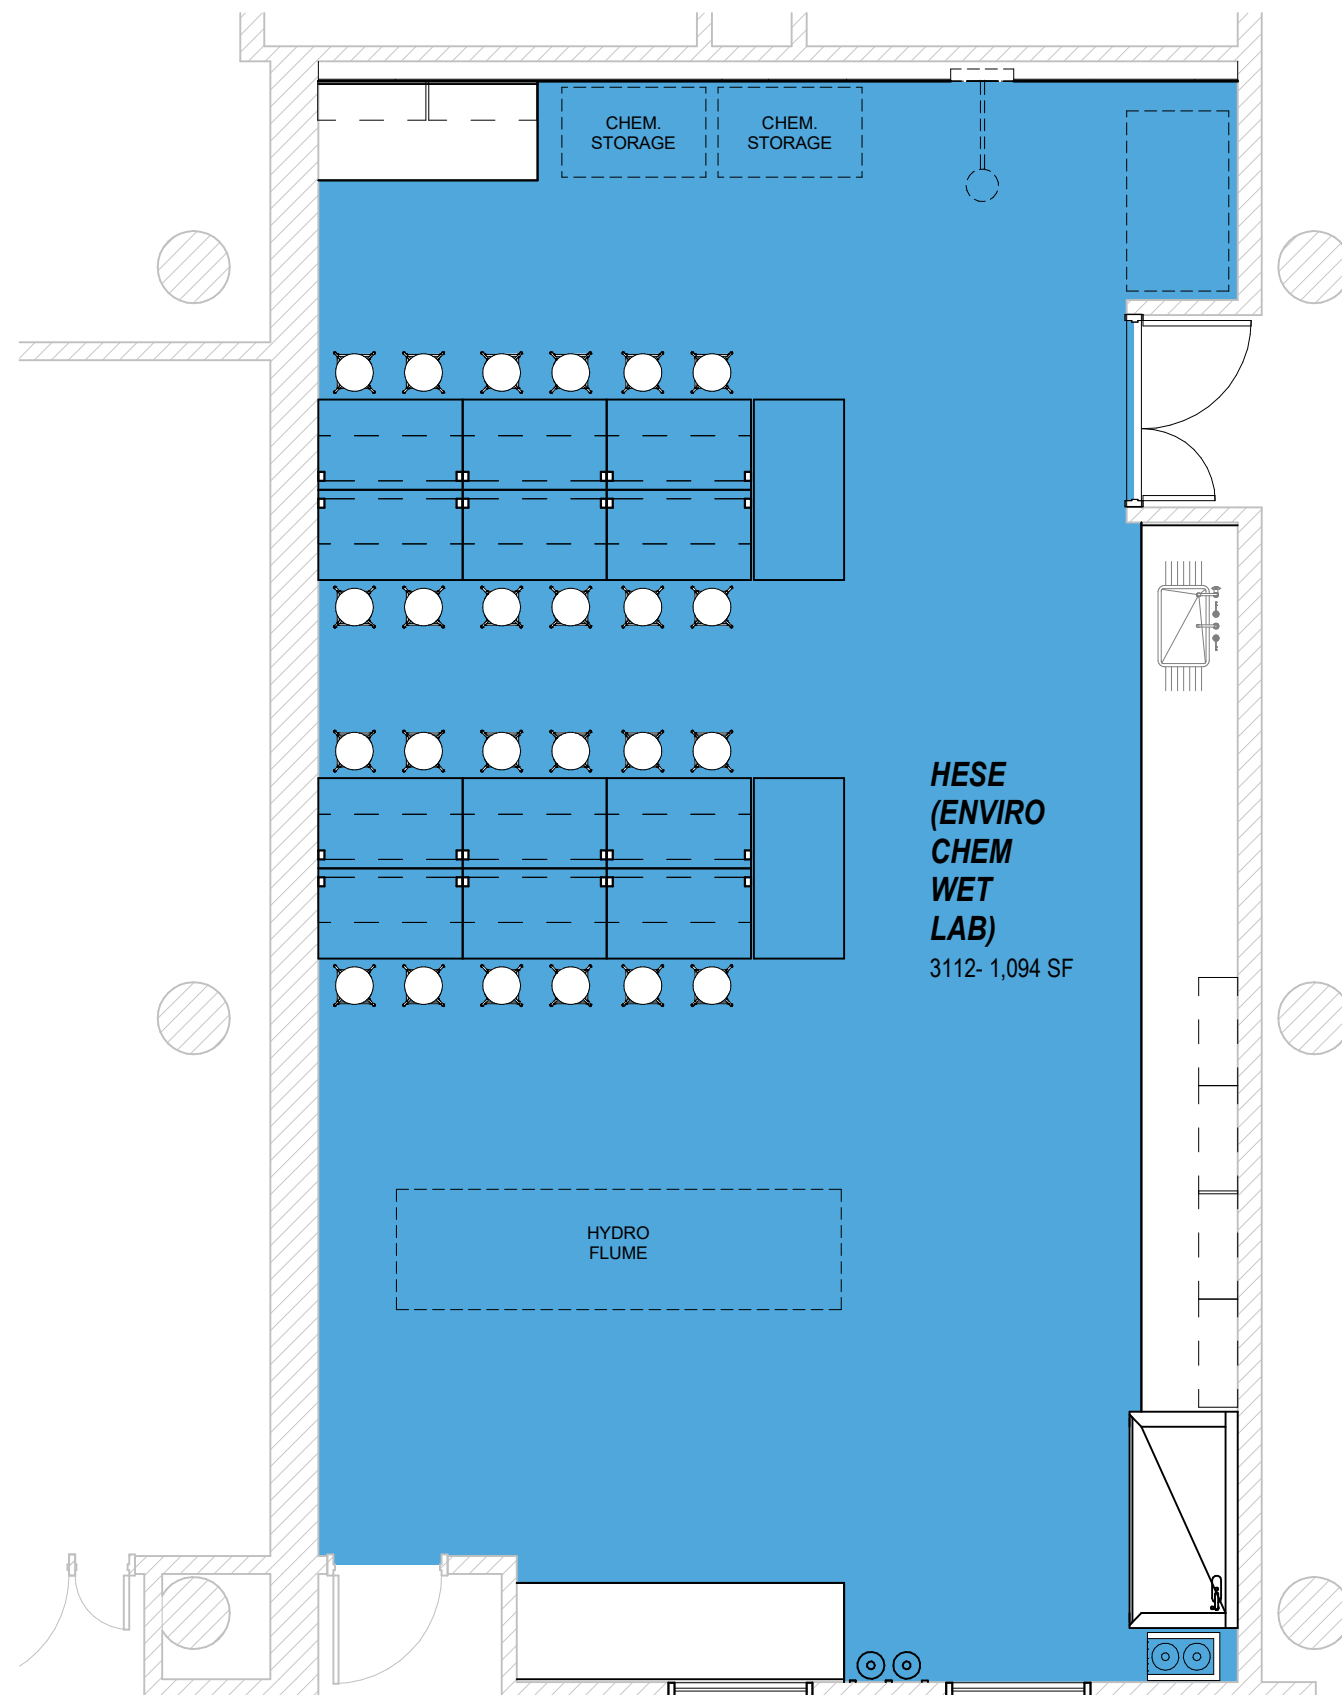 CHEM.
STORAGE
CHEM.
STORAGE
HESE
(ENVIRO
CHEM
WET
LAB)
3112- 1,094 SF
HYDRO
FLUME